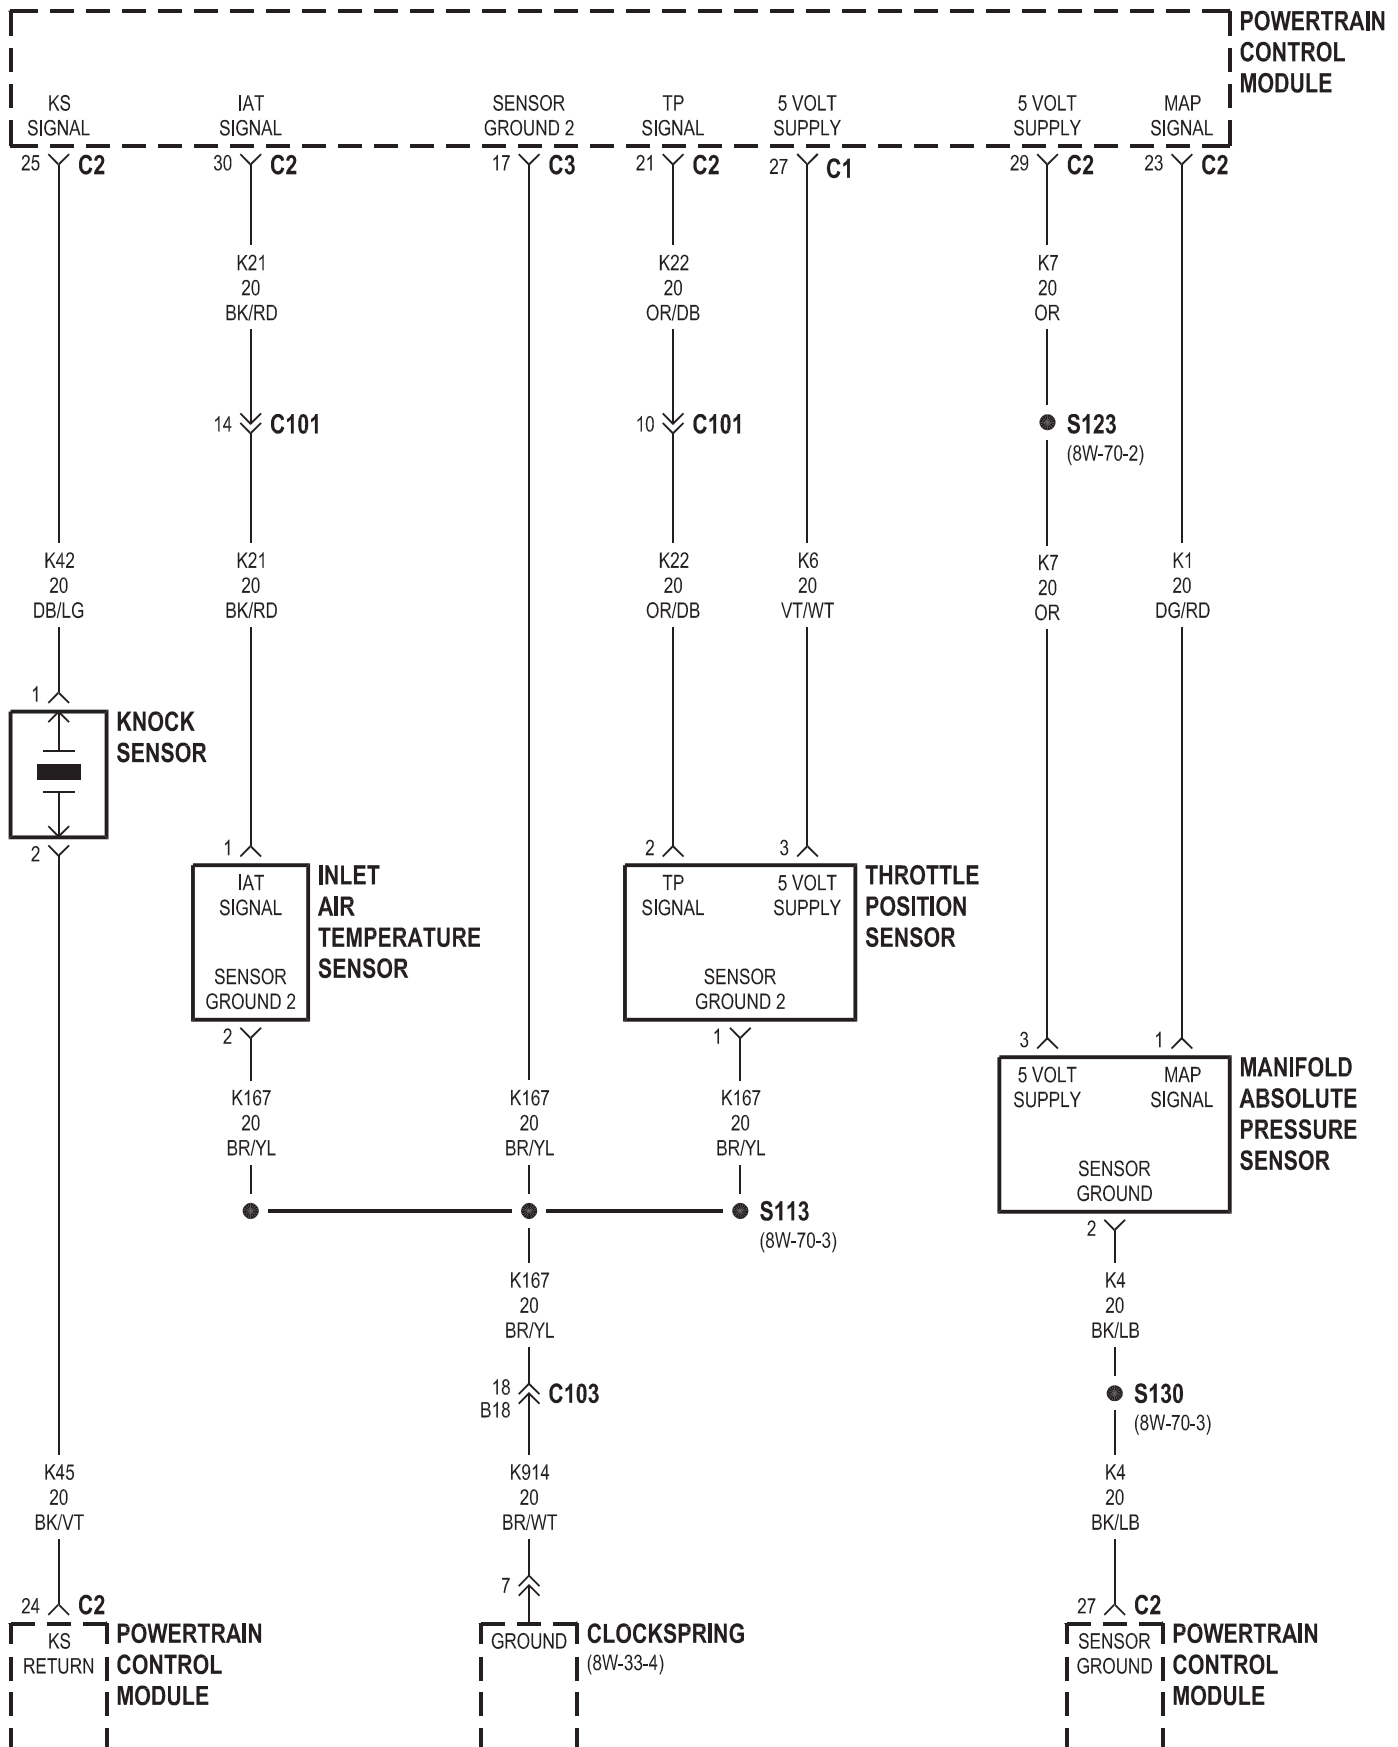 POWERTRAIN
CONTROL
MODULE
KS
SIGNAL
IAT
SIGNAL
SENSOR
GROUND 2
TP
SIGNAL
5 VOLT
SUPPLY
5 VOLT
SUPPLY
MAP
SIGNAL
25 C2
30 C2
17 C3
21 C2
27 C1
29 C2
23 C2
K21
20
BK/RD
K22
20
OR/DB
K7
20
OR
14 C101
10 C101
S123
(8W-70-2)
K42
20
DB/LG
K21
20
BK/RD
K22
20
OR/DB
K6
20
VT/WT
K7
20
OR
K1
20
DG/RD
1
KNOCK
SENSOR
2
1
IAT
SIGNAL
SENSOR
GROUND 2
INLET
AIR
TEMPERATURE
SENSOR
2
2
3
TP
SIGNAL
5 VOLT
SUPPLY
SENSOR
GROUND 2
THROTTLE
POSITION
SENSOR
1
3
1
5 VOLT
SUPPLY
MAP
SIGNAL
SENSOR
GROUND
MANIFOLD
ABSOLUTE
PRESSURE
SENSOR
2
K167
20
BR/YL
K167
20
BR/YL
K167
20
BR/YL
S113
(8W-70-3)
K167
20
BR/YL
K4
20
BK/LB
18
B18
C103
S130
(8W-70-3)
K45
20
BK/VT
K914
20
BR/WT
K4
20
BK/LB
24 C2
7
27 C2
KS
RETURN
POWERTRAIN
CONTROL
MODULE
GROUND
CLOCKSPRING
(8W-33-4)
SENSOR
GROUND
POWERTRAIN
CONTROL
MODULE